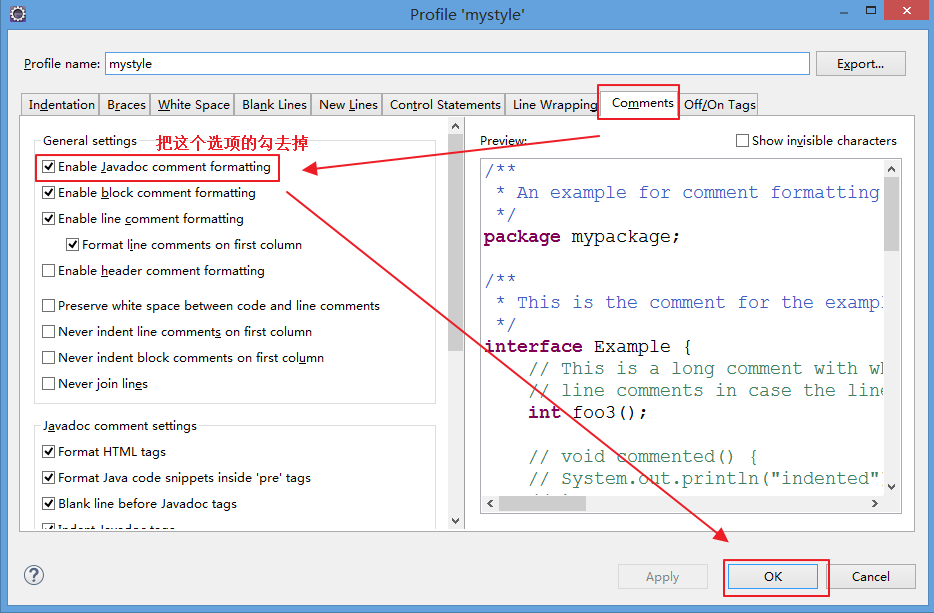 Profile 'mystyle'
Profile name: mystyle Export...
Indentation Braces White Space Blank Lines New Lines Control Statements Line Wrapping Comments Off/On Tags
General settings 把这个选项的勾去掉
Enable Javadoc comment formatting
Enable block comment formatting
Enable line comment formatting
Format line comments on first column
Enable header comment formatting
Preserve white space between code and line comments
Never indent line comments on first column
Never indent block comments on first column
Never join lines
Javadoc comment settings
Format HTML tags
Format Java code snippets inside 'pre' tags
Blank line before Javadoc tags
Indent Javadoc tags
Preview: Show invisible characters
/**
* An example for comment formatting
*/
package mypackage;
/**
* This is the comment for the exampl
*/
interface Example {
// This is a long comment with wh
// line comments in case the line
int foo3();
// void commented() {
// System.out.println("indented"
Apply OK Cancel